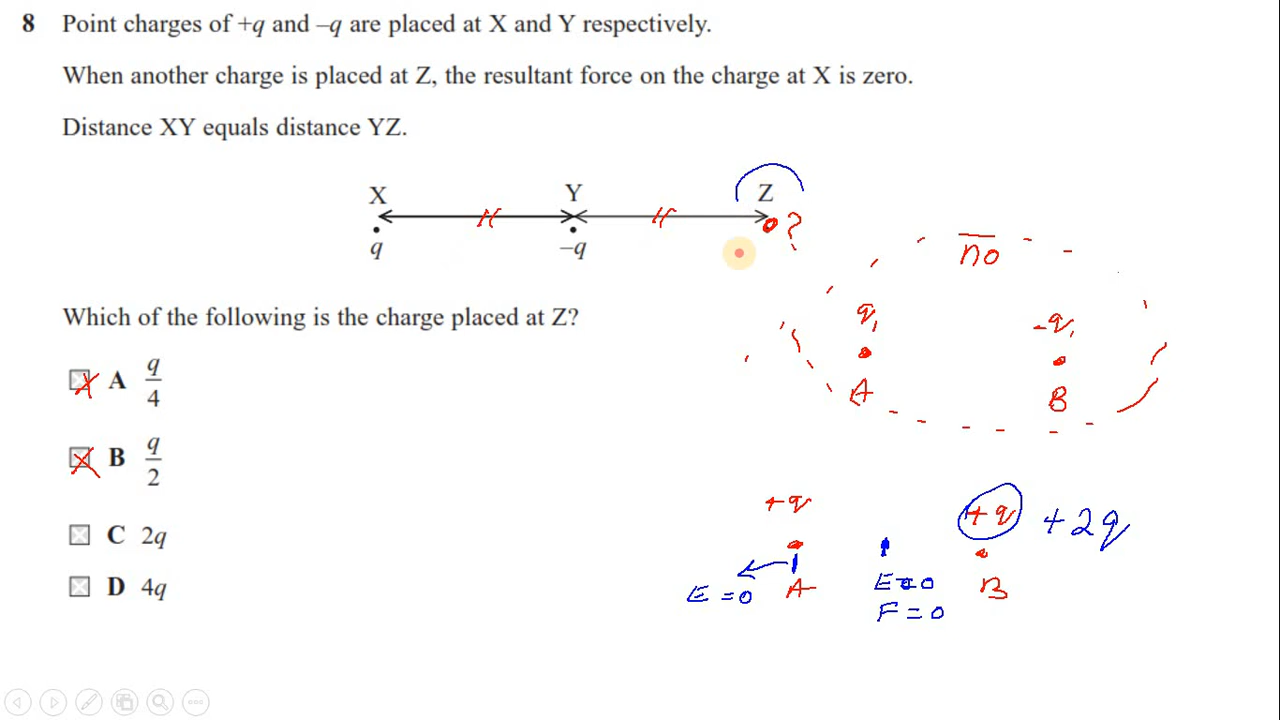 8 Point charges of +q and –q are placed at X and Y respectively.
When another charge is placed at Z, the resultant force on the charge at X is zero.
Distance XY equals distance YZ.
X Y Z
q –q ?
no
q₁ -q₁
A B
Which of the following is the charge placed at Z?
A q/4
B q/2
C 2q
D 4q
+q +q +2q
E = 0 A E=0 B
F = 0